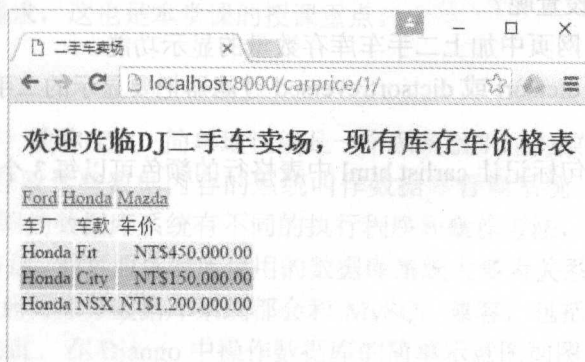 二手车卖场
localhost:8000/carprice/1/
欢迎光临DJ二手车卖场，现有库存车价格表
Ford Honda Mazda
车厂 车款 车价
Honda Fit NT$450,000.00
Honda City NT$150,000.00
Honda NSX NT$1,200,000.00